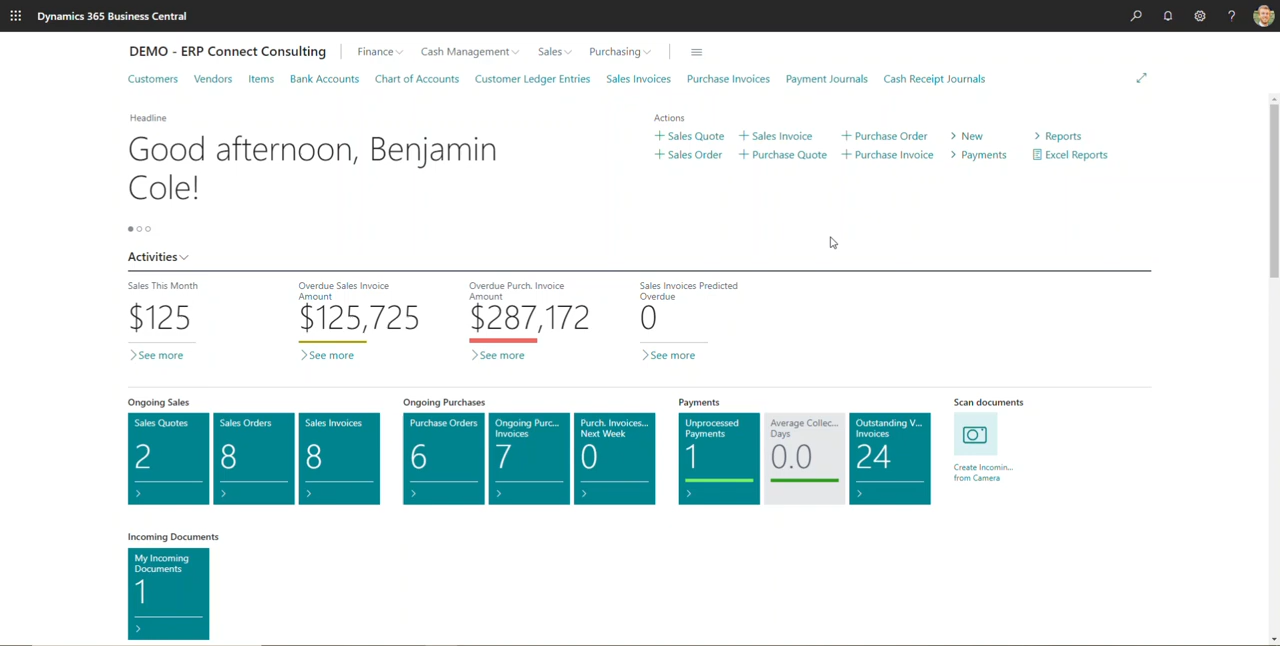 Dynamics 365 Business Central
?
DEMO - ERP Connect Consulting
Finance
Cash Management
Sales
Purchasing
Customers
Vendors
Items
Bank Accounts
Chart of Accounts
Customer Ledger Entries
Sales Invoices
Purchase Invoices
Payment Journals
Cash Receipt Journals
Headline
Good afternoon, Benjamin
Cole!
Actions
+ Sales Quote
+ Sales Invoice
+ Purchase Order
> New
> Reports
+ Sales Order
+ Purchase Quote
+ Purchase Invoice
> Payments
Excel Reports
Activities
Sales This Month
$125
> See more
Overdue Sales Invoice
Amount
$125,725
> See more
Overdue Purch. Invoice
Amount
$287,172
> See more
Sales Invoices Predicted
Overdue
0
> See more
Ongoing Sales
Sales Quotes
2
Sales Orders
8
Sales Invoices
8
Ongoing Purchases
Purchase Orders
6
Ongoing Purc...
Invoices
7
Purch. Invoices...
Next Week
0
Payments
Unprocessed
Payments
1
Average Collec...
Days
0.0
Outstanding V...
Invoices
24
Scan documents
Create Incomin...
from Camera
Incoming Documents
My Incoming
Documents
1